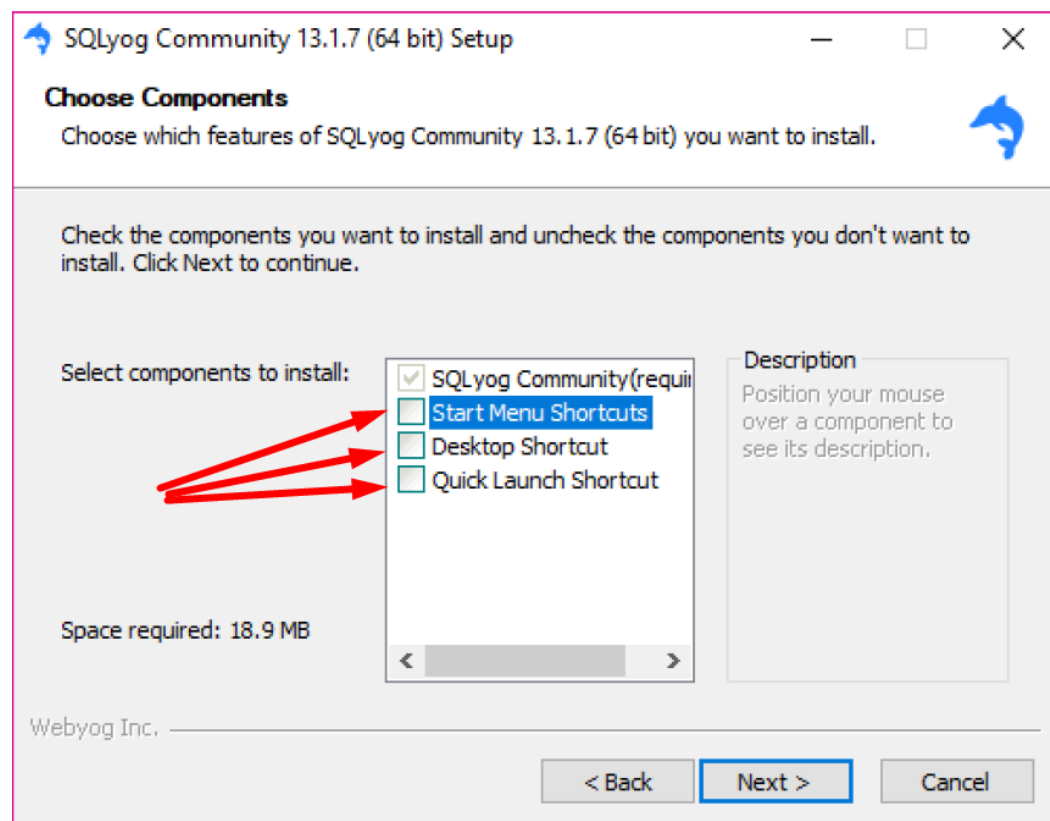 SQLyog Community 13.1.7 (64 bit) Setup
Choose Components
Choose which features of SQLyog Community 13.1.7 (64 bit) you want to install.
Check the components you want to install and uncheck the components you don't want to
install. Click Next to continue.
Select components to install:
SQLyog Community(requir
Start Menu Shortcuts
Desktop Shortcut
Quick Launch Shortcut
Description
Position your mouse
over a component to
see its description.
Space required: 18.9 MB
Webyog Inc.
< Back
Next >
Cancel